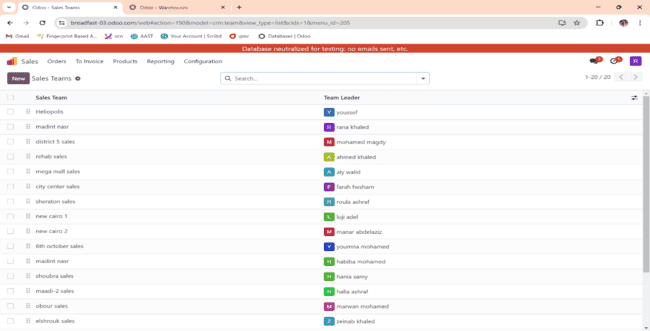 Odoo - Sales Teams
Odoo - Warehouses
breadfast-03.odoo.com/web#action=190&model=crm.team&view_type=list&cids=1&menu_id=205
Gmail
Fingerprint Based A...
ocn
AAST
Your Account | Scribd
qmr
Databases | Odoo
Database neutralized for testing: no emails sent, etc.
Sales Orders To Invoice Products Reporting Configuration
R
New Sales Teams
Search...
1-20 / 20
Sales Team Team Leader
Heliopolis Y youssof
madint nasr R rana khaled
district 5 sales M mohamed magdy
rehab sales A ahmed khaled
mega mall sales A aly walid
city center sales F farah hesham
sheraton sales R roula ashraf
new cairo 1 L loji adel
new cairo 2 M manar abdelaziz
6th october sales Y youmna mohamed
madint nasr H habiba mohamed
shoubra sales H hania samy
maadi-2 sales H halla ashraf
obour sales M marwan mohamed
elshrouk sales Z zeinab khaled